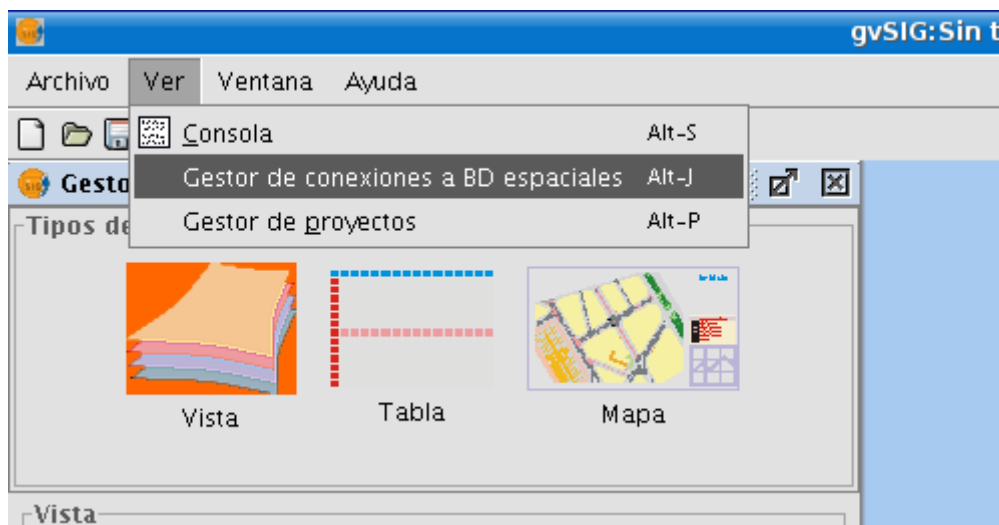 gvSIG:Sin t
Archivo Ver Ventana Ayuda
Consola Alt-S
Gestor de conexiones a BD espaciales Alt-J
Gestor de proyectos Alt-P
Gesto
Tipos de
Vista Tabla Mapa
Vista